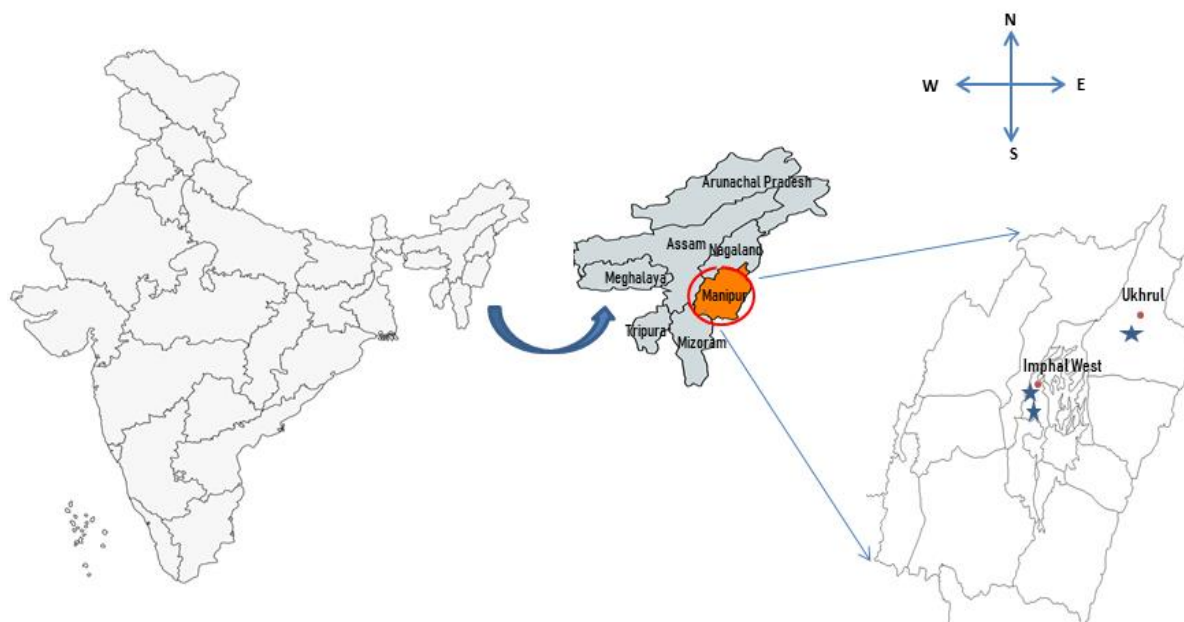 N
W E
S
Arunachal Pradesh
Assam
Nagaland
Meghalaya
Manipur
Tripura
Mizoram
Ukhrul
Imphal West